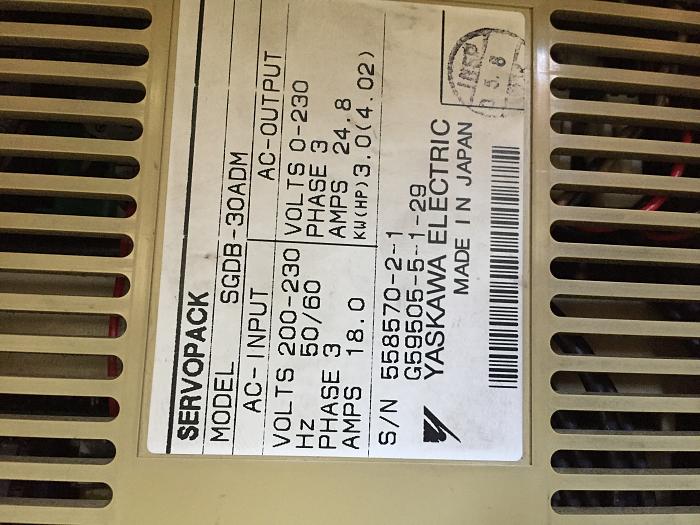 SERVOPACK
MODEL SGDB-30ADM
AC-INPUT AC-OUTPUT
VOLTS 200-230 VOLTS 0-230
Hz 50/60 PHASE 3
PHASE 3 AMPS 24.8
AMPS 18.0 KW(HP) 3.0(4.02)
S/N 558570-2-1
G59505-5-1-29
YASKAWA ELECTRIC
MADE IN JAPAN